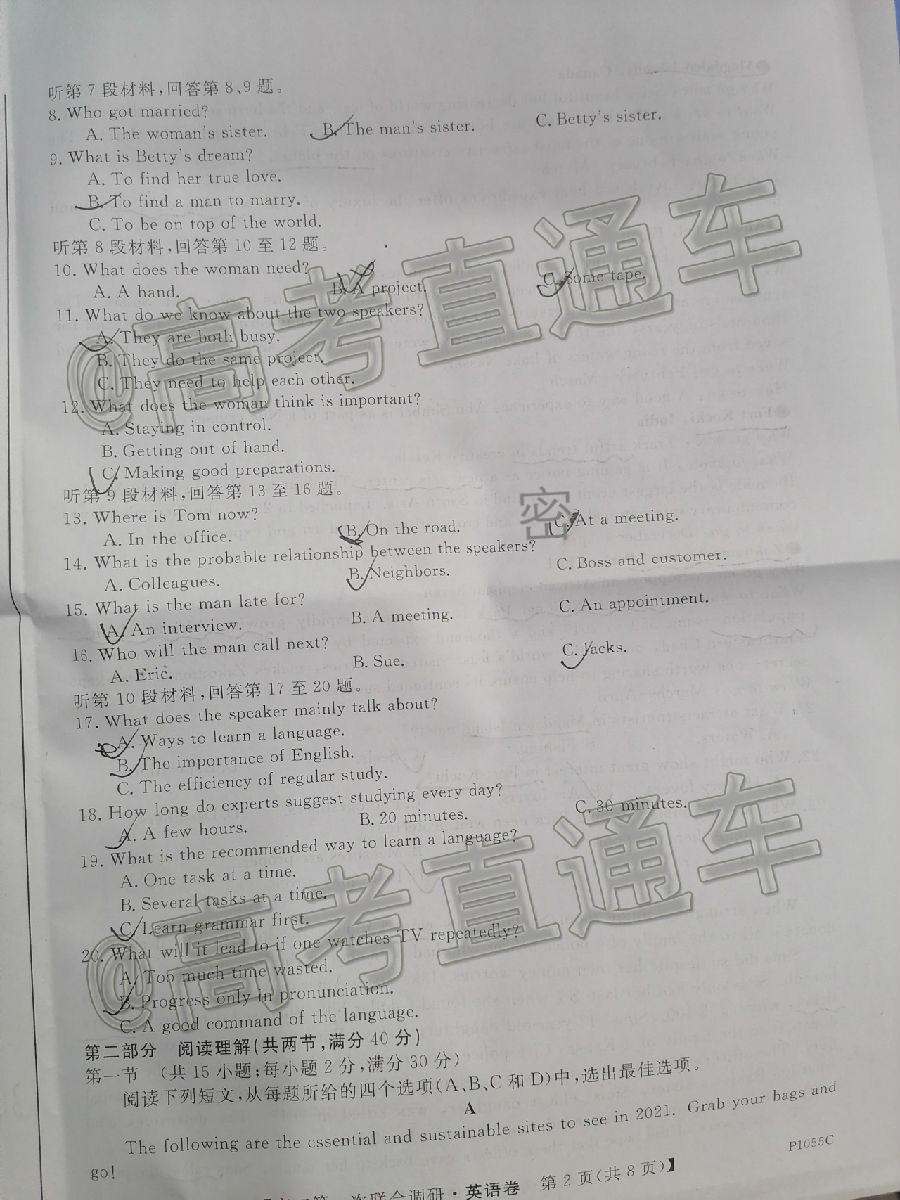 听第7段材料,回答第8、9题。
8. Who got married?
A. The woman's sister. B. The man's sister. C. Betty's sister.
9. What is Betty's dream?
A. To find her true love.
B. To find a man to marry.
C. To be on top of the world.
听第8段材料,回答第10至12题。
10. What does the woman need?
A. A hand. B. A project. C. Some tape.
11. What do we know about the two speakers?
A. They are both busy.
B. They do the same project.
C. They need to help each other.
12. What does the woman think is important?
A. Staying in control.
B. Getting out of hand.
C. Making good preparations.
听第9段材料,回答第13至16题。
13. Where is Tom now?
A. In the office. B. On the road. C. At a meeting.
14. What is the probable relationship between the speakers?
A. Colleagues. B. Neighbors. C. Boss and customer.
15. What is the man late for?
A. An interview. B. A meeting. C. An appointment.
16. Who will the man call next?
A. Eric. B. Sue. C. Jacks.
听第10段材料,回答第17至20题。
17. What does the speaker mainly talk about?
A. Ways to learn a language.
B. The importance of English.
C. The efficiency of regular study.
18. How long do experts suggest studying every day?
A. A few hours. B. 20 minutes. C. 30 minutes.
19. What is the recommended way to learn a language?
A. One task at a time.
B. Several tasks at a time.
C. Learn grammar first.
20. What will it lead to if one watches TV repeatedly?
A. Too much time wasted.
B. Progress only in pronunciation.
C. A good command of the language.
第二部分 阅读理解(共两节,满分40分)
第一节 (共15小题;每小题2分,满分30分)
阅读下列短文,从每题所给的四个选项(A、B、C和D)中,选出最佳选项。
A
The following are the essential and sustainable sites to see in 2021. Grab your bags and
go!
P1055C
次联合调研·英语卷 第2页(共8页)】
@高考直通车
密
@高考直通车